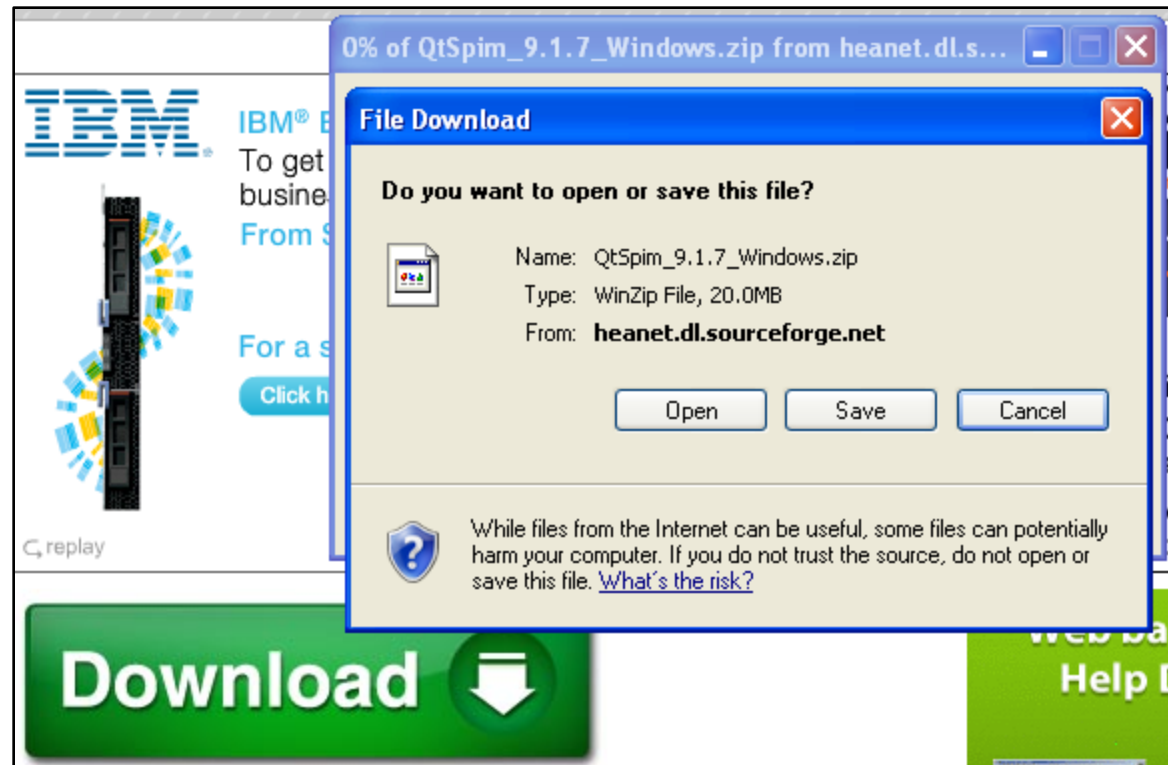 0% of QtSpim_9.1.7_Windows.zip from heanet.dl.s...
File Download
Do you want to open or save this file?
Name: QtSpim_9.1.7_Windows.zip
Type: WinZip File, 20.0MB
From: heanet.dl.sourceforge.net
Open Save Cancel
While files from the Internet can be useful, some files can potentially
harm your computer. If you do not trust the source, do not open or
save this file. What's the risk?
IBM
IBM®
To get
From
For a
Click
replay
Download
Help